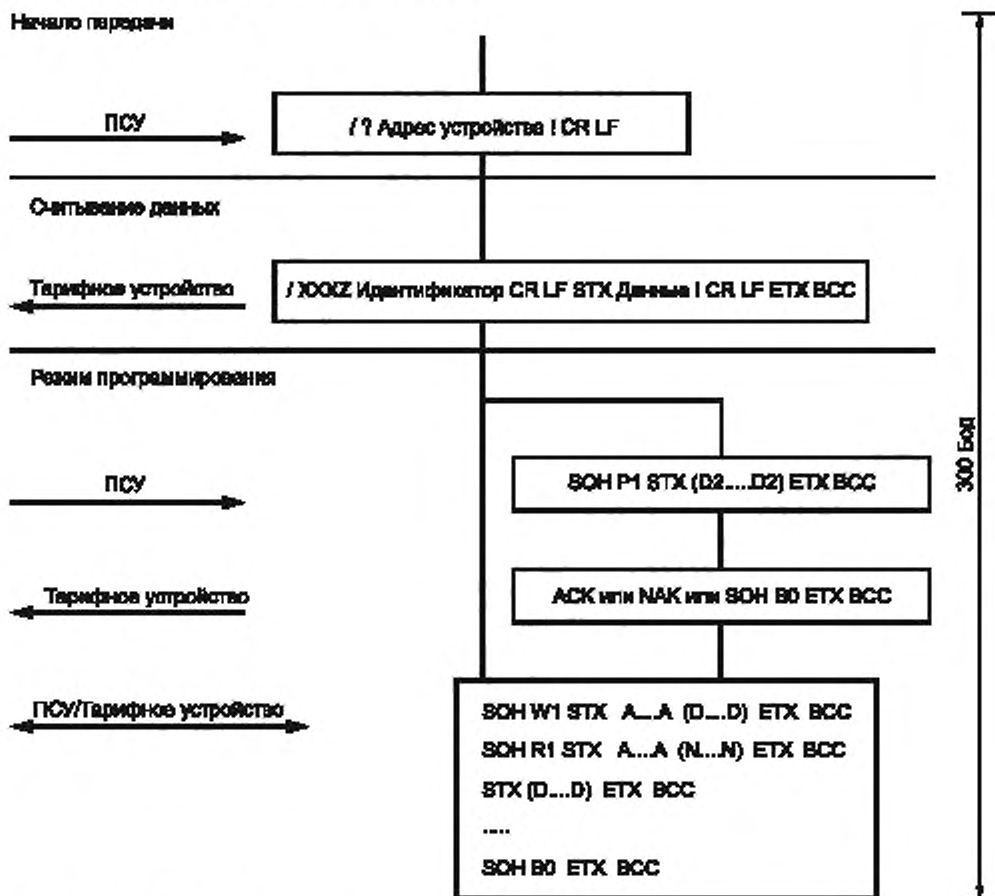 Начало передачи
ПСУ
/ ? Адрес устройства ! CR LF
Считывание данных
Тарифное устройство
/ XXXZ Идентификатор CR LF STX Данные ! CR LF ETX BCC
Режим программирования
ПСУ
SOH P1 STX (D2....D2) ETX BCC
300 Бод
Тарифное устройство
ACK или NAK или SOH B0 ETX BCC
ПСУ/Тарифное устройство
SOH W1 STX A....A (D....D) ETX BCC
SOH R1 STX A....A (N....N) ETX BCC
STX (D....D) ETX BCC
.....
SOH B0 ETX BCC